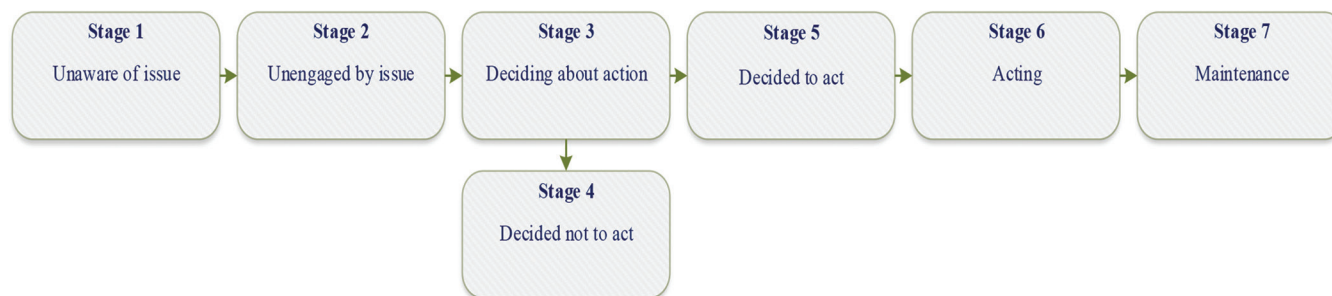 Stage 1
Unaware of issue
Stage 2
Unengaged by issue
Stage 3
Deciding about action
Stage 5
Decided to act
Stage 6
Acting
Stage 7
Maintenance
Stage 4
Decided not to act